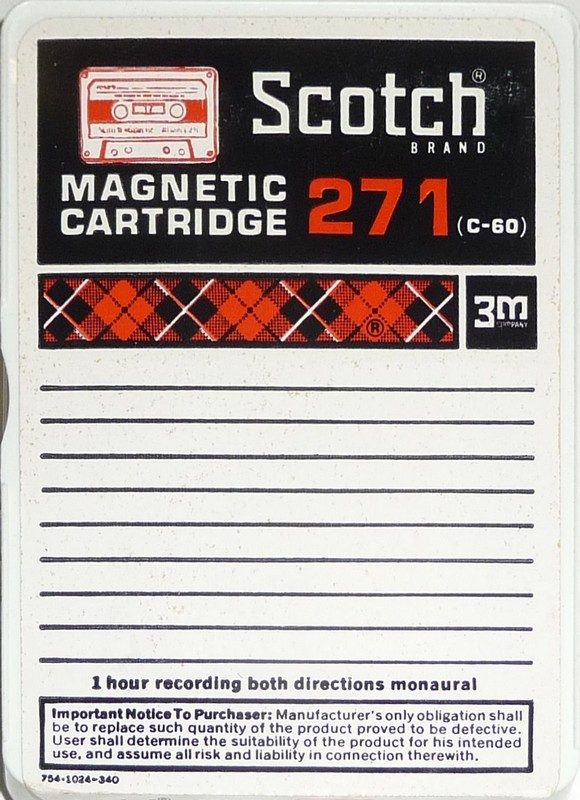 Scotch®
BRAND
MAGNETIC
CARTRIDGE
271 (C-60)
®
3m
COMPANY
1 hour recording both directions monaural
Important Notice To Purchaser: Manufacturer's only obligation shall
be to replace such quantity of the product proved to be defective.
User shall determine the suitability of the product for his intended
use, and assume all risk and liability in connection therewith.
754-1024-340